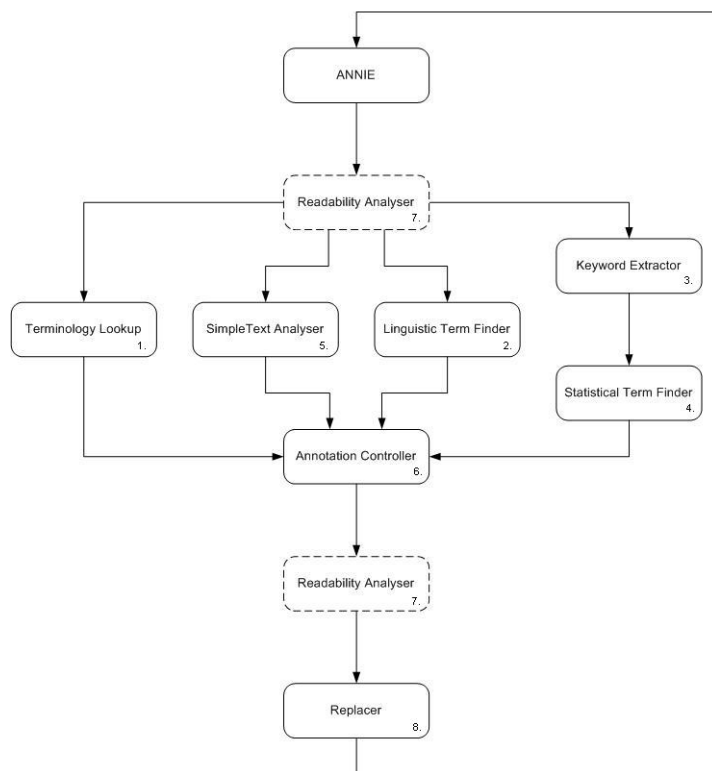 ANNIE
Readability Analyser
7.
Keyword Extractor
3.
Terminology Lookup
1.
SimpleText Analyser
5.
Linguistic Term Finder
2.
Statistical Term Finder
4.
Annotation Controller
6.
Readability Analyser
7.
Replacer
8.